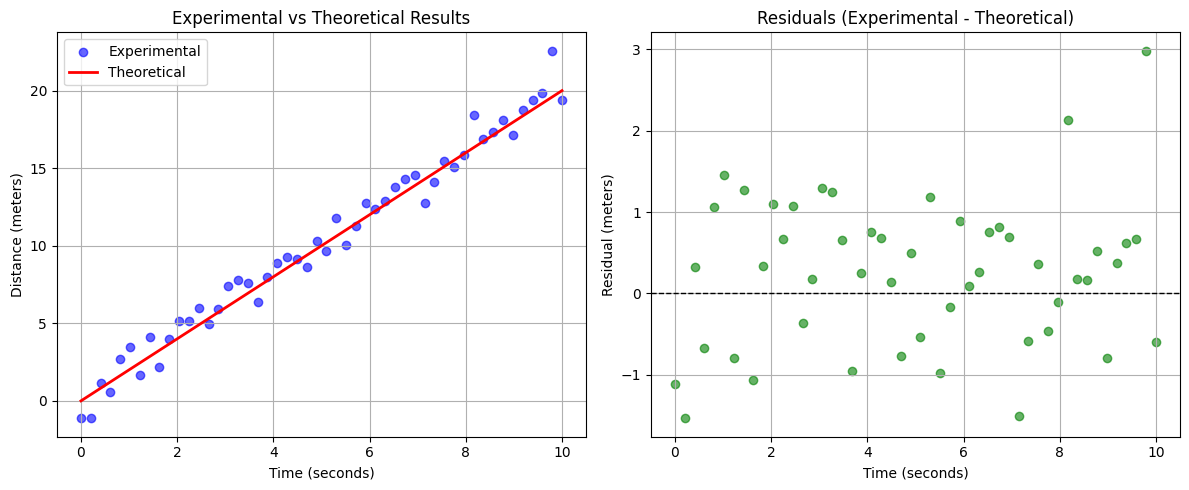 Experimental vs Theoretical Results
Experimental
Theoretical
20
15
10
5
0
Distance (meters)
0 2 4 6 8 10
Time (seconds)
Residuals (Experimental - Theoretical)
3
2
1
0
−1
Residual (meters)
0 2 4 6 8 10
Time (seconds)